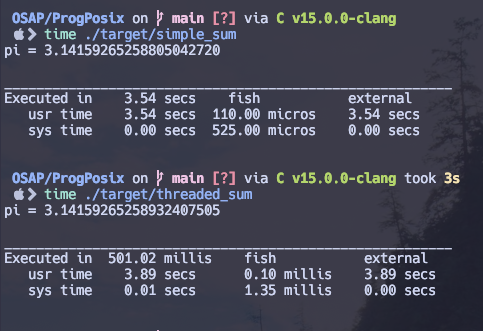 OSAP/ProgPosix on main [?] via C v15.0.0-clang
time ./target/simple_sum
pi = 3.14159265258805042720
________________________________________________________
Executed in 3.54 secs fish external
usr time 3.54 secs 110.00 micros 3.54 secs
sys time 0.00 secs 525.00 micros 0.00 secs
OSAP/ProgPosix on main [?] via C v15.0.0-clang took 3s
time ./target/threaded_sum
pi = 3.14159265258932407505
________________________________________________________
Executed in 501.02 millis fish external
usr time 3.89 secs 0.10 millis 3.89 secs
sys time 0.01 secs 1.35 millis 0.00 secs